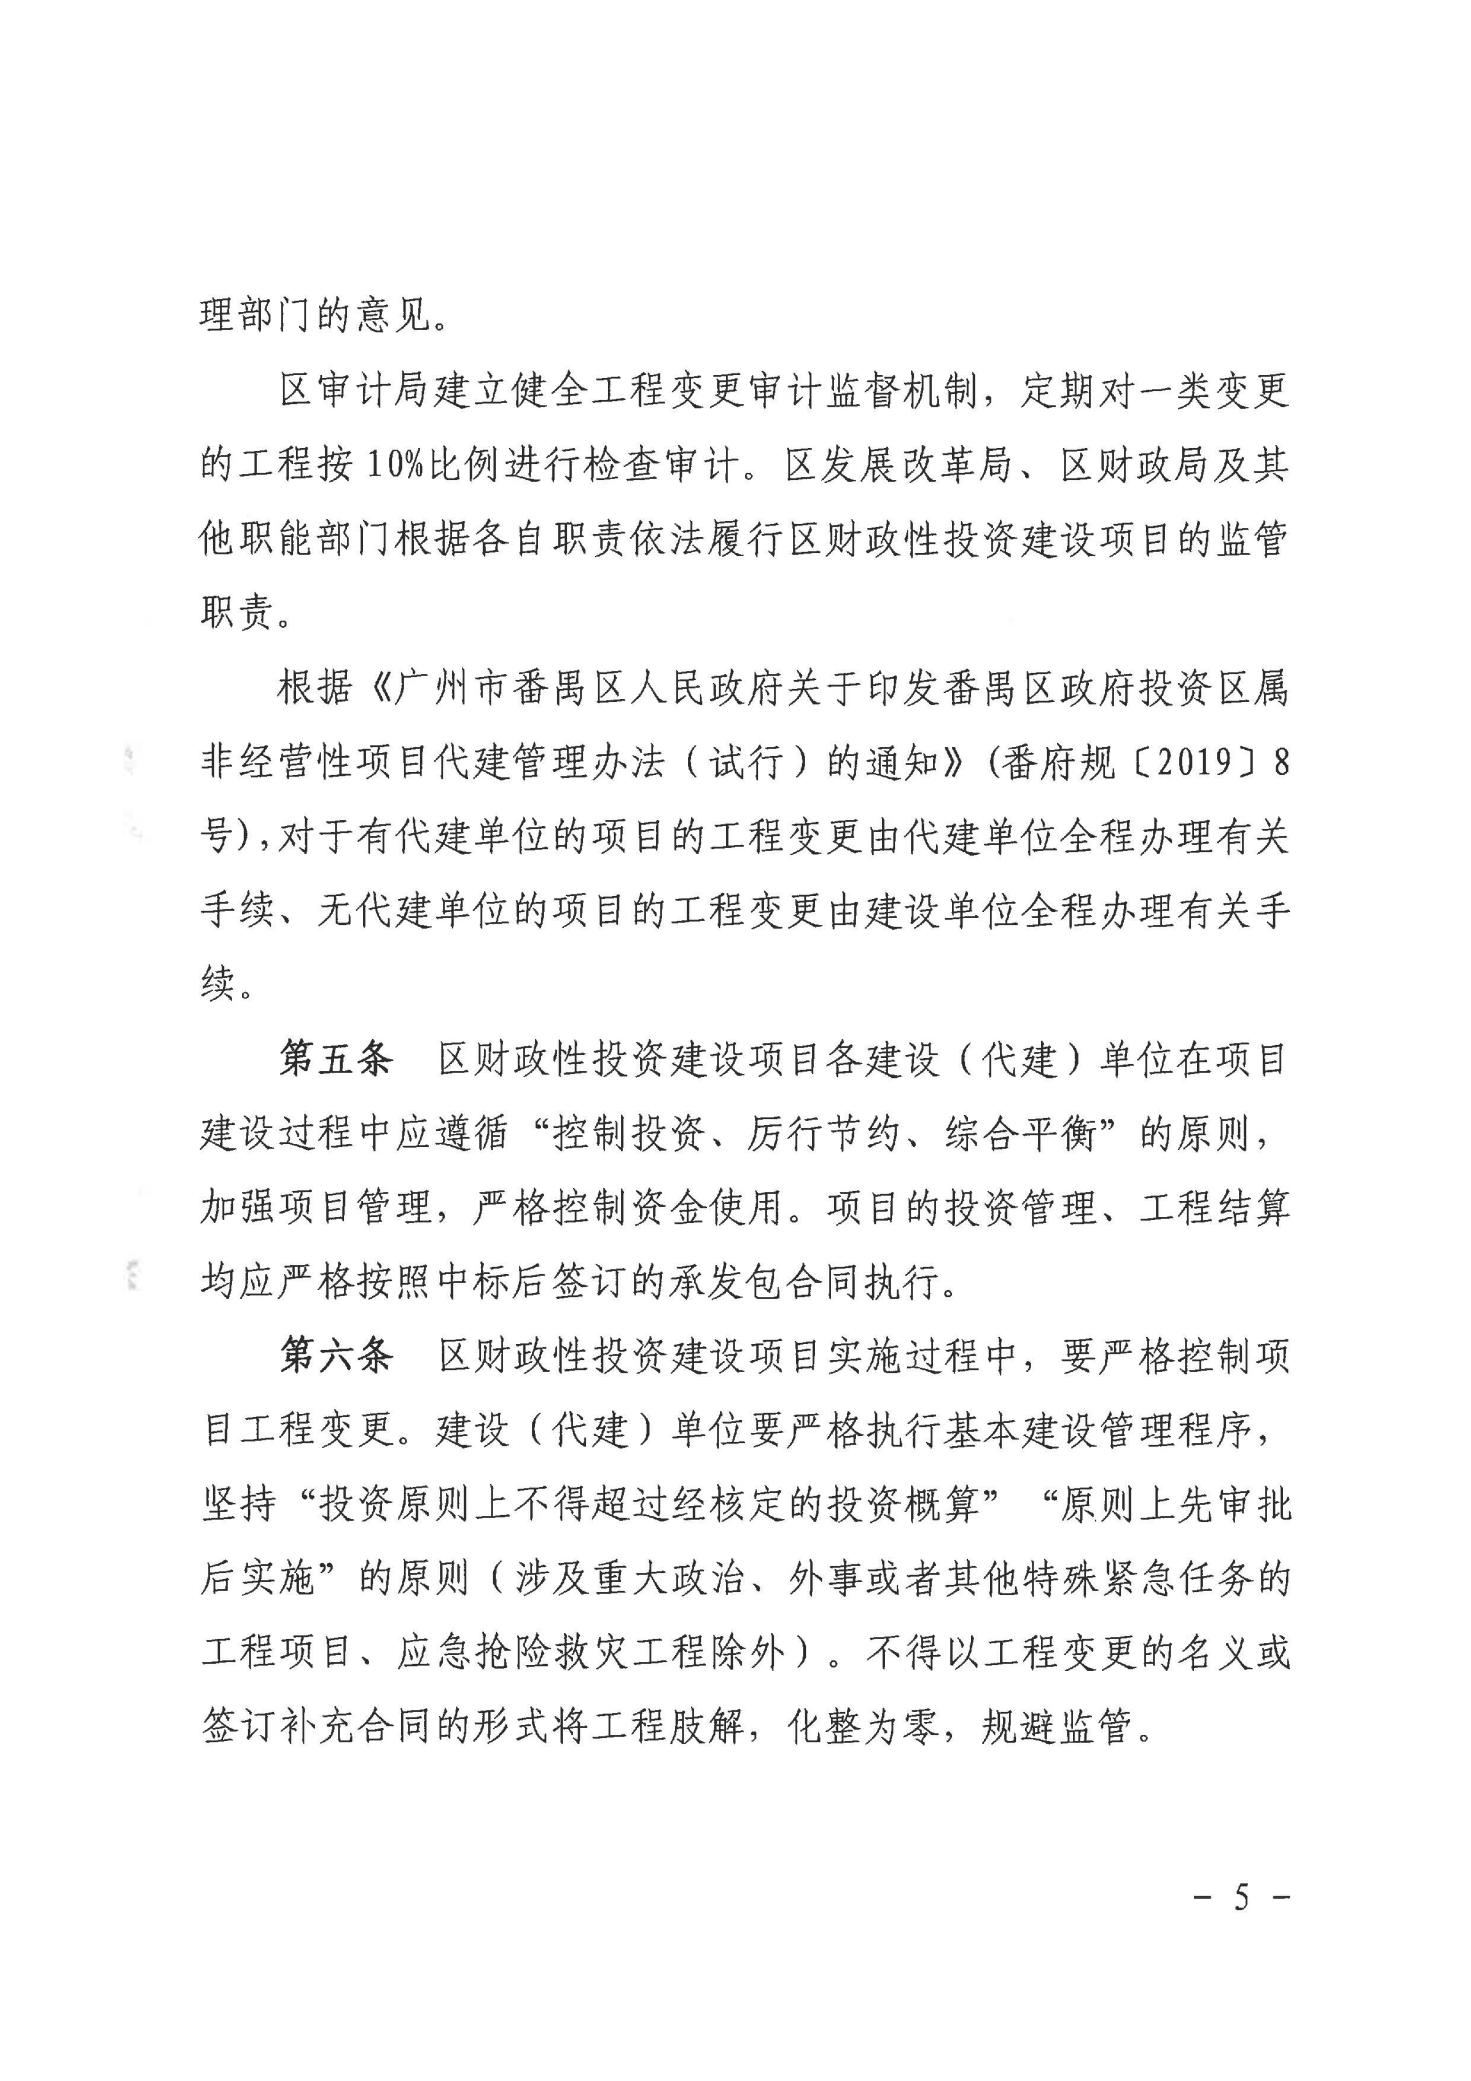 理部门的意见。
区审计局建立健全工程变更审计监督机制，定期对一类变更
的工程按 10%比例进行检查审计。区发展改革局、区财政局及其
他职能部门根据各自职责依法履行区财政性投资建设项目的监管
职责。
根据《广州市番禺区人民政府关于印发番禺区政府投资区属
非经营性项目代建管理办法（试行）的通知》(番府规〔2019〕8
号),对于有代建单位的项目的工程变更由代建单位全程办理有关
手续、无代建单位的项目的工程变更由建设单位全程办理有关手
续。
第五条　区财政性投资建设项目各建设（代建）单位在项目
建设过程中应遵循“控制投资、厉行节约、综合平衡”的原则，
加强项目管理，严格控制资金使用。项目的投资管理、工程结算
均应严格按照中标后签订的承发包合同执行。
第六条　区财政性投资建设项目实施过程中，要严格控制项
目工程变更。建设（代建）单位要严格执行基本建设管理程序，
坚持“投资原则上不得超过经核定的投资概算”“原则上先审批
后实施”的原则（涉及重大政治、外事或者其他特殊紧急任务的
工程项目、应急抢险救灾工程除外）。不得以工程变更的名义或
签订补充合同的形式将工程肢解，化整为零，规避监管。
- 5 -